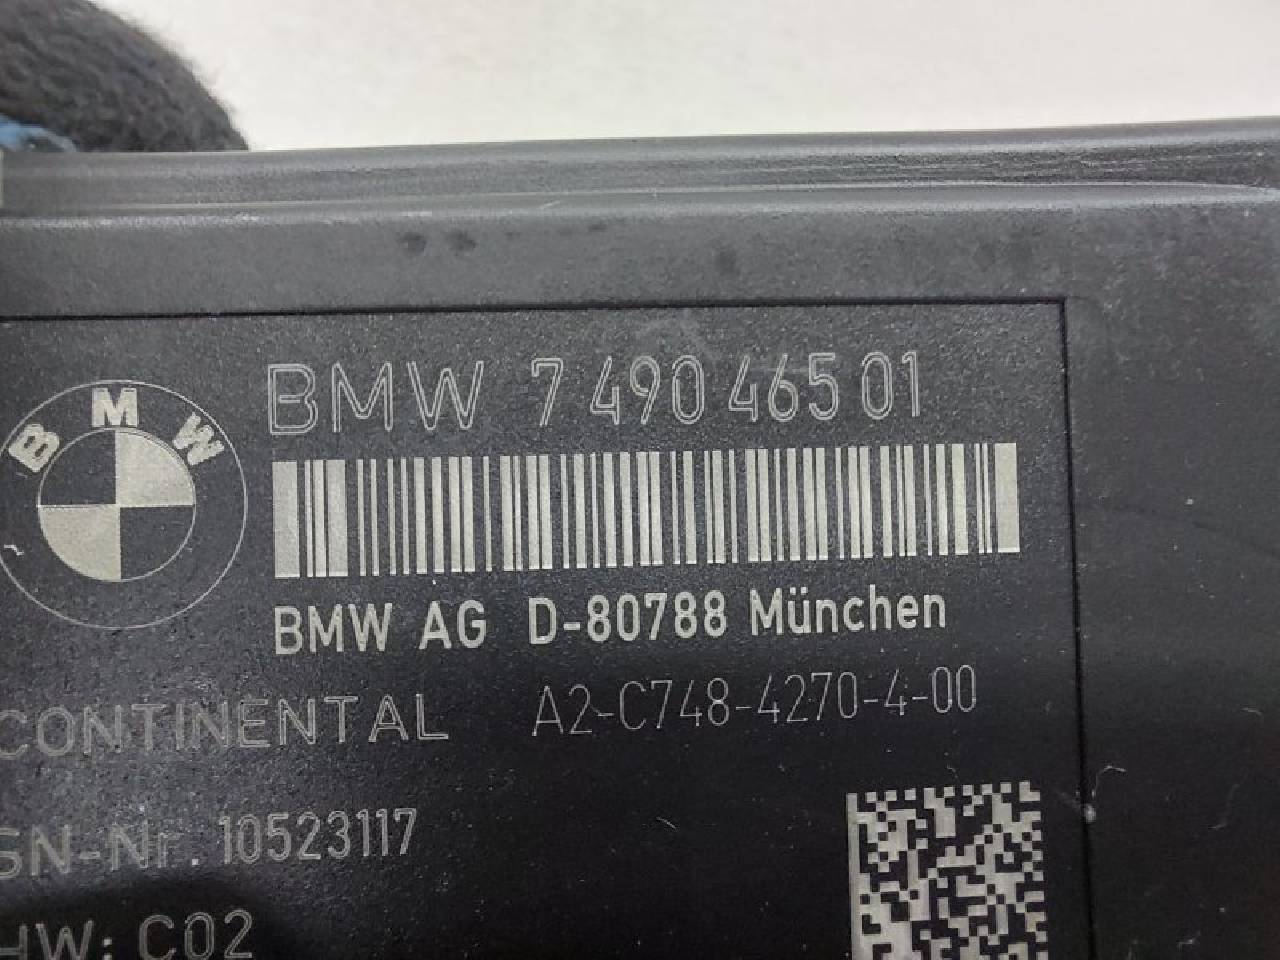 BMW
BMW 7 490 465 01
BMW AG D-80788 München
CONTINENTAL A2-C748-4270-4-00
SN-Nr. 10523117
HW: C02